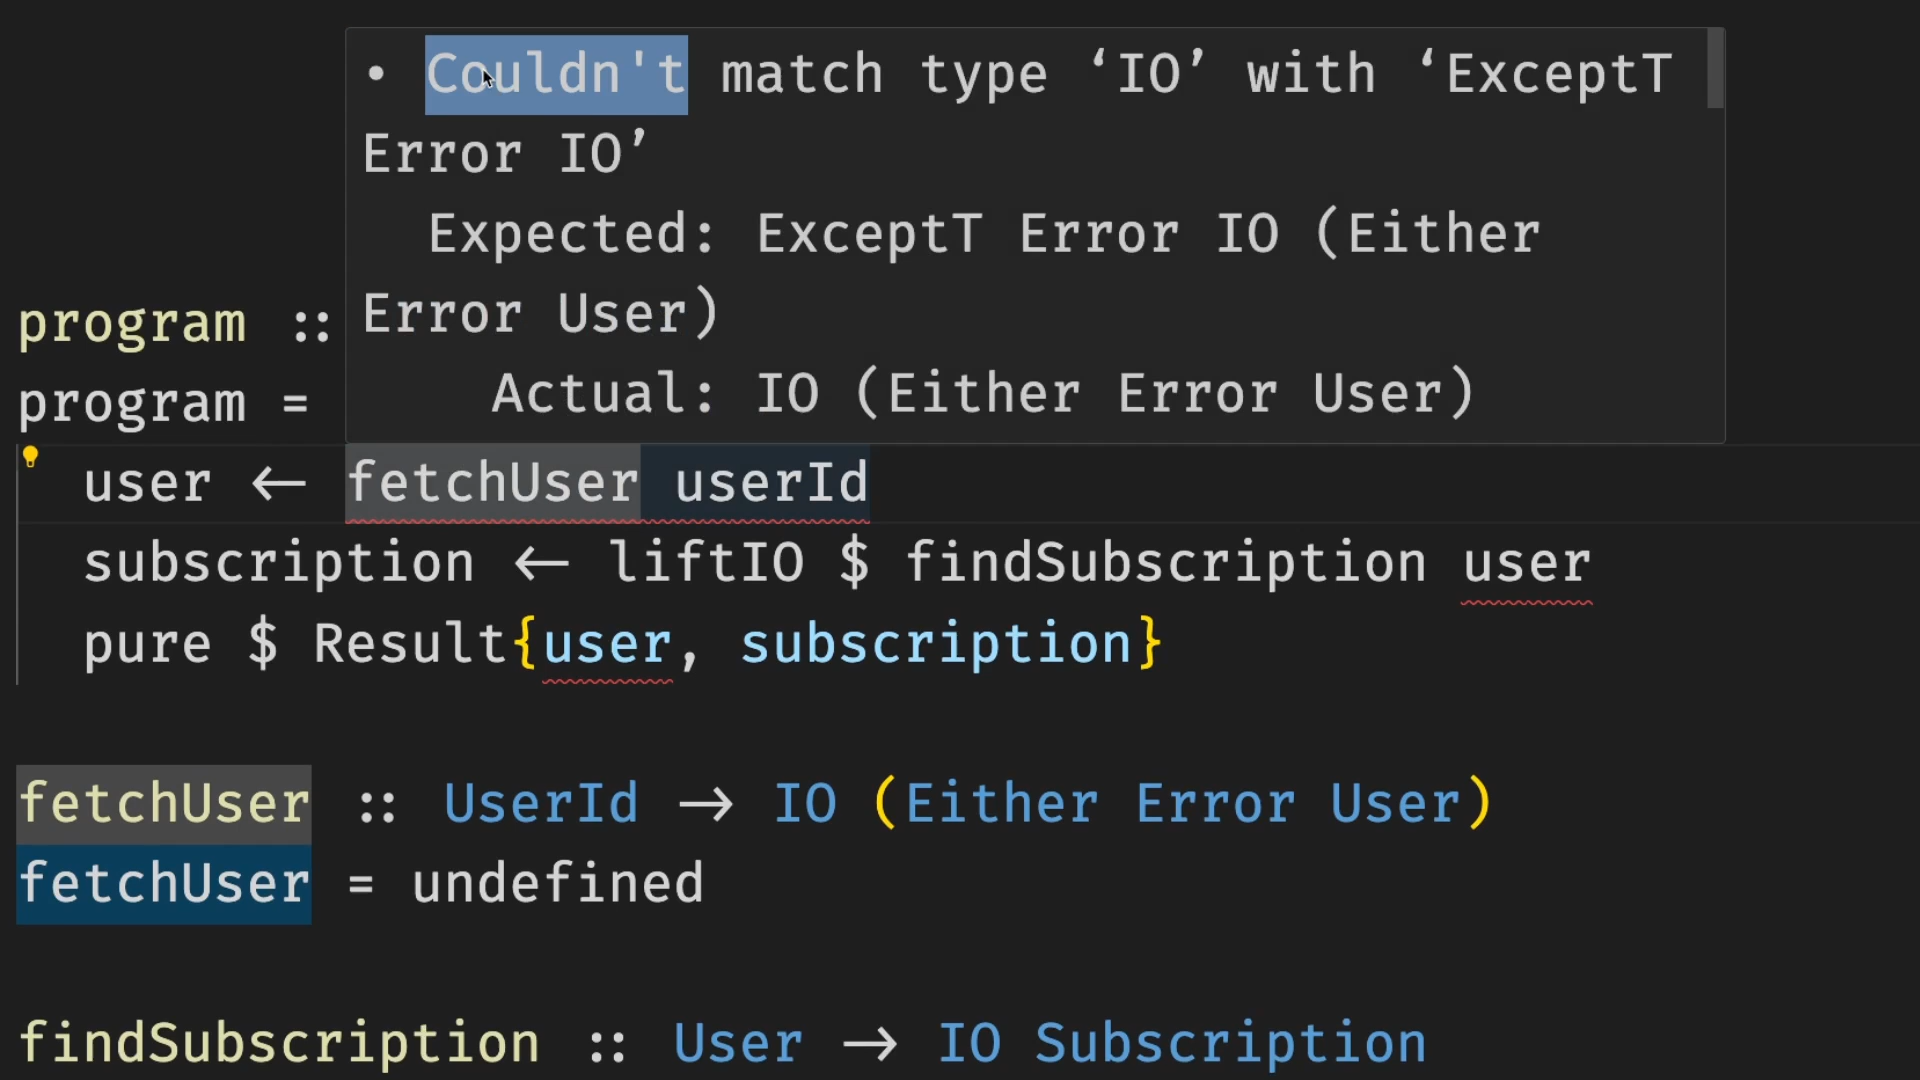 • Couldn't match type ‘IO’ with ‘ExceptT
Error IO’
Expected: ExceptT Error IO (Either
Error User)
Actual: IO (Either Error User)
program ::
program =
user ← fetchUser userId
subscription ← liftIO $ findSubscription user
pure $ Result{user, subscription}
fetchUser :: UserId → IO (Either Error User)
fetchUser = undefined
findSubscription :: User → IO Subscription